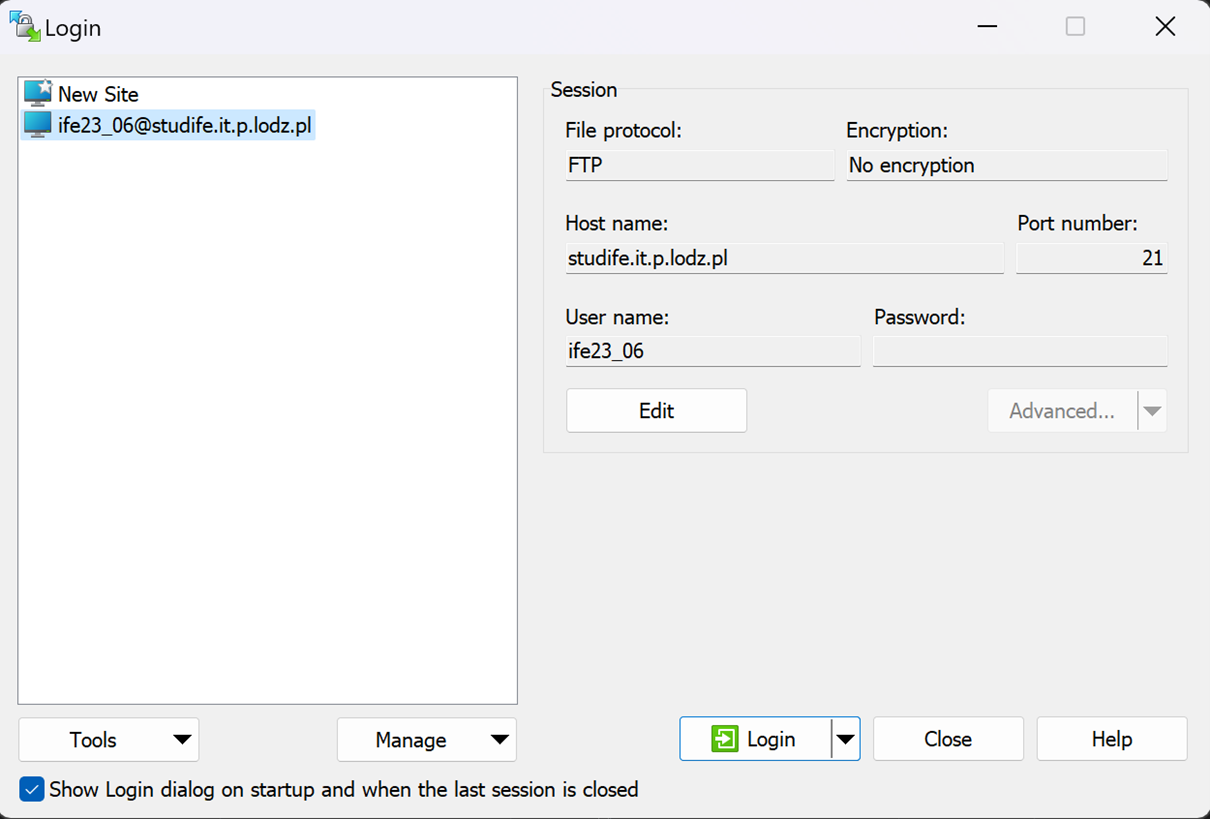 Login
New Site
ife23_06@studife.it.p.lodz.pl
Session
File protocol: Encryption:
FTP No encryption
Host name: Port number:
studife.it.p.lodz.pl 21
User name: Password:
ife23_06
Edit Advanced...
Tools Manage Login Close Help
Show Login dialog on startup and when the last session is closed